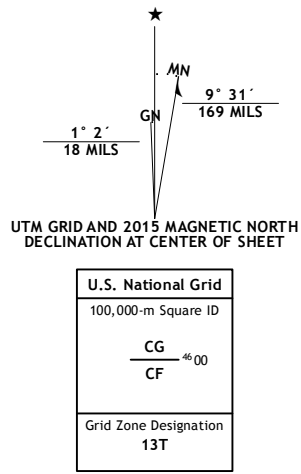 ★
MN
GN
9° 31´
169 MILS
1° 2´
18 MILS
UTM GRID AND 2015 MAGNETIC NORTH
DECLINATION AT CENTER OF SHEET
U.S. National Grid
100,000-m Square ID
CG
46 00
CF
Grid Zone Designation
13T